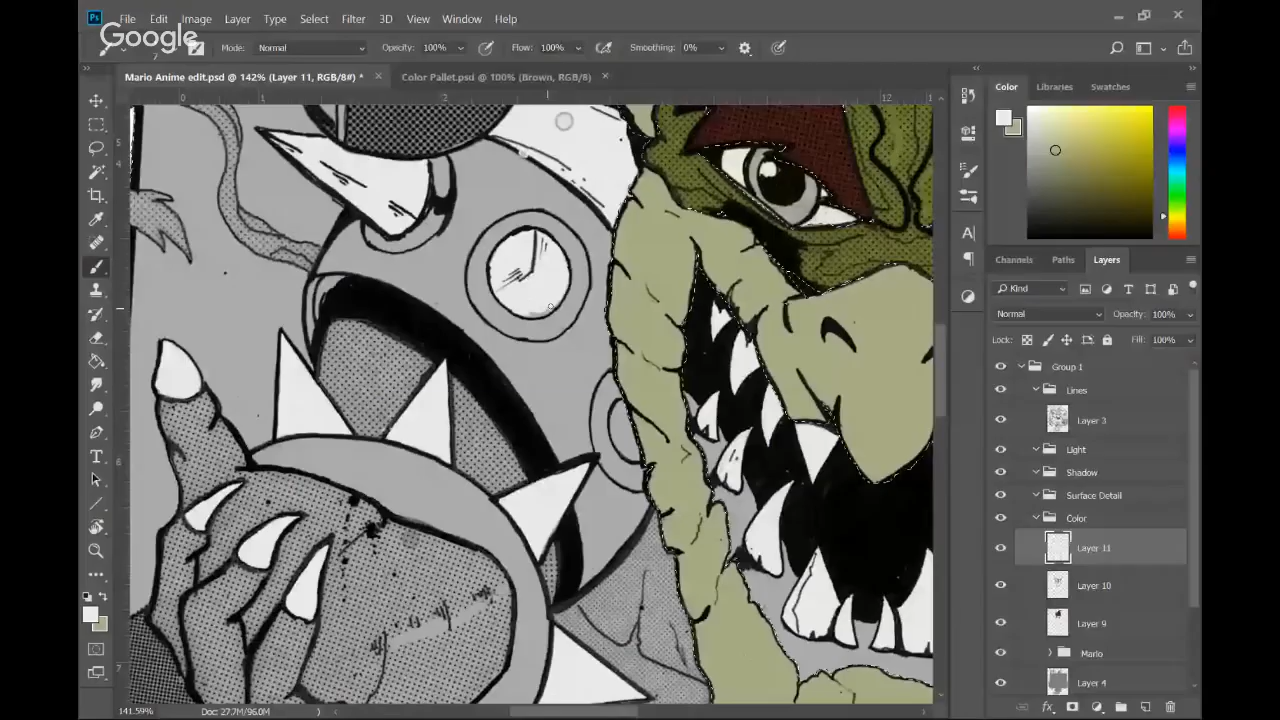 File Edit Image Layer Type Select Filter 3D View Window Help
Google
Mode: Normal Opacity: 100% Flow: 100% Smoothing: 0%
Mario Anime edit.psd @ 142% (Layer 11, RGB/8#) * Color Pallet.psd @ 100% (Brown, RGB/8)
Color Libraries Swatches
Channels Paths Layers
Kind
Normal Opacity: 100%
Lock: Fill: 100%
Group 1
Lines
Layer 3
Light
Shadow
Surface Detail
Color
Layer 11
Layer 10
Layer 9
Mario
Layer 4
141.59% Doc: 27.7M/96.0M